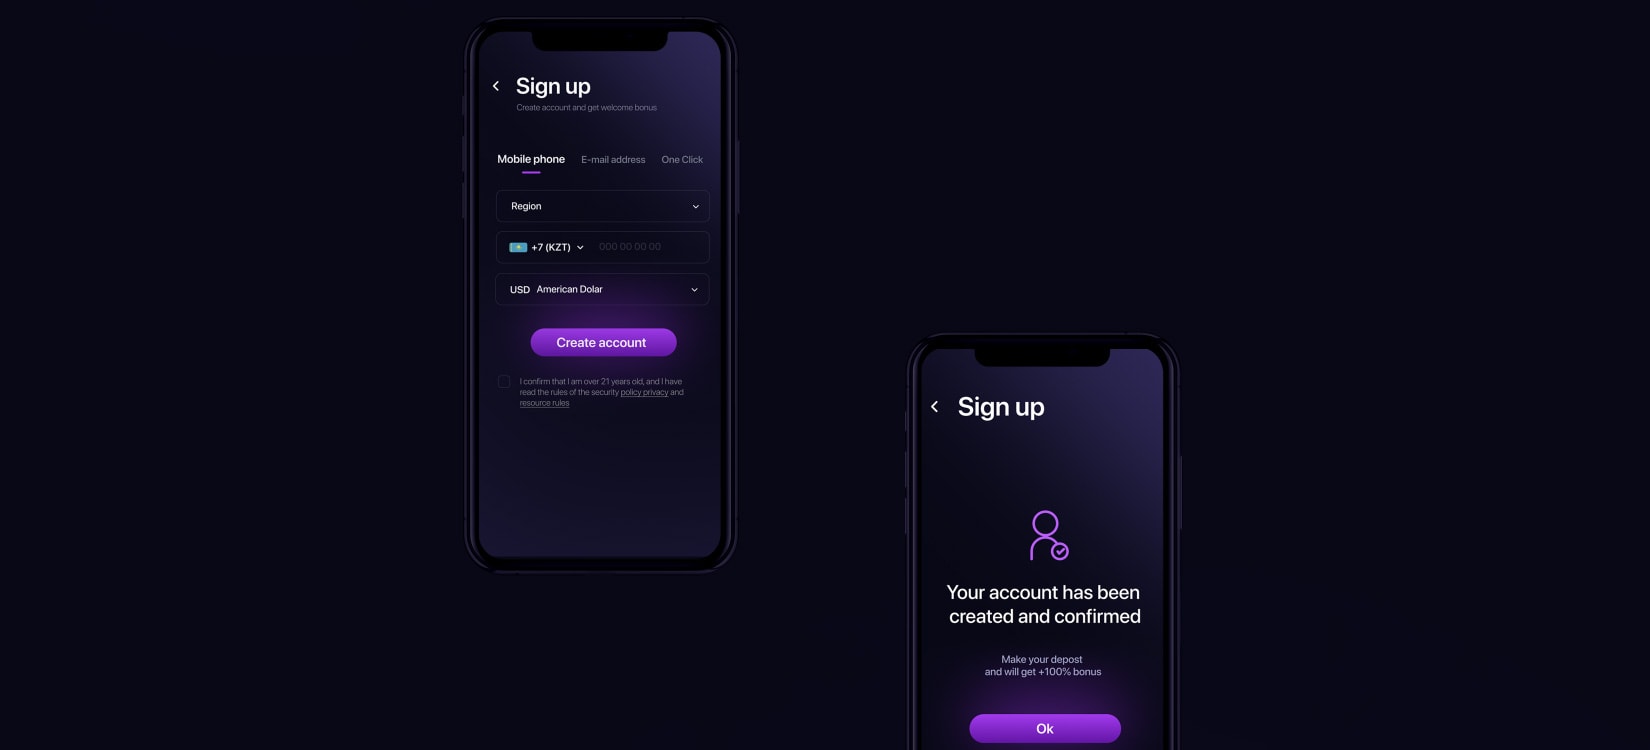 Sign up
Create account and get welcome bonus
Mobile phone E-mail address One Click
Region
+7 (KZT) 000 00 00 00
USD American Dolar
Create account
I confirm that I am over 21 years old, and I have
read the rules of the security policy privacy and
resource rules
Sign up
Your account has been
created and confirmed
Make your depost
and will get +100% bonus
Ok